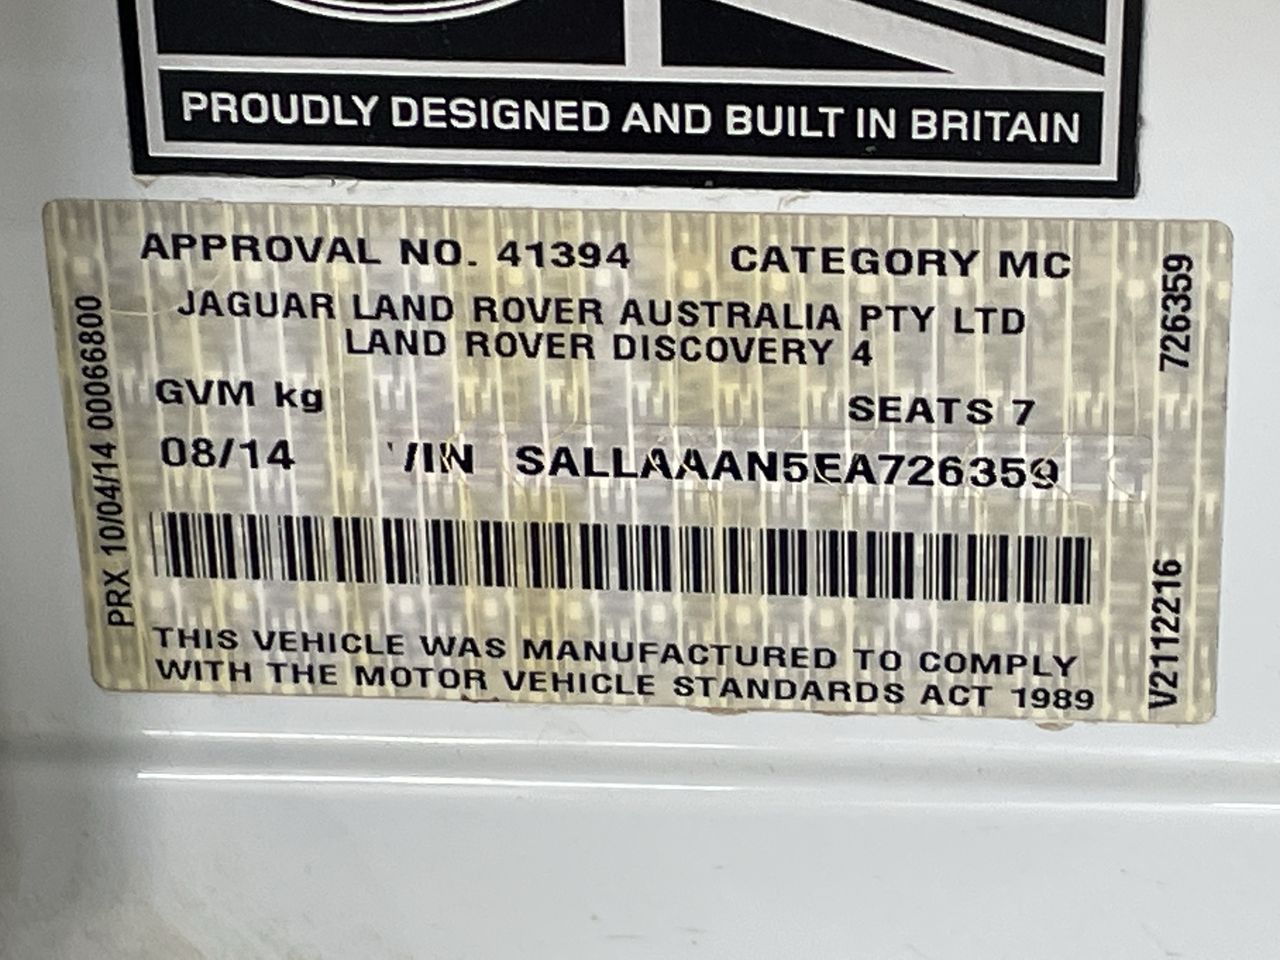 PROUDLY DESIGNED AND BUILT IN BRITAIN
APPROVAL NO. 41394 CATEGORY MC
JAGUAR LAND ROVER AUSTRALIA PTY LTD
LAND ROVER DISCOVERY 4
GVM kg SEATS 7
08/14 VIN SALLAAAN5EA726359
THIS VEHICLE WAS MANUFACTURED TO COMPLY
WITH THE MOTOR VEHICLE STANDARDS ACT 1989
PRX 10/04/14 00066800
726359
V21112216